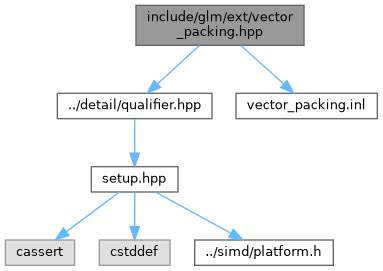 include/glm/ext/vector
_packing.hpp
../detail/qualifier.hpp
vector_packing.inl
setup.hpp
cassert
cstddef
../simd/platform.h